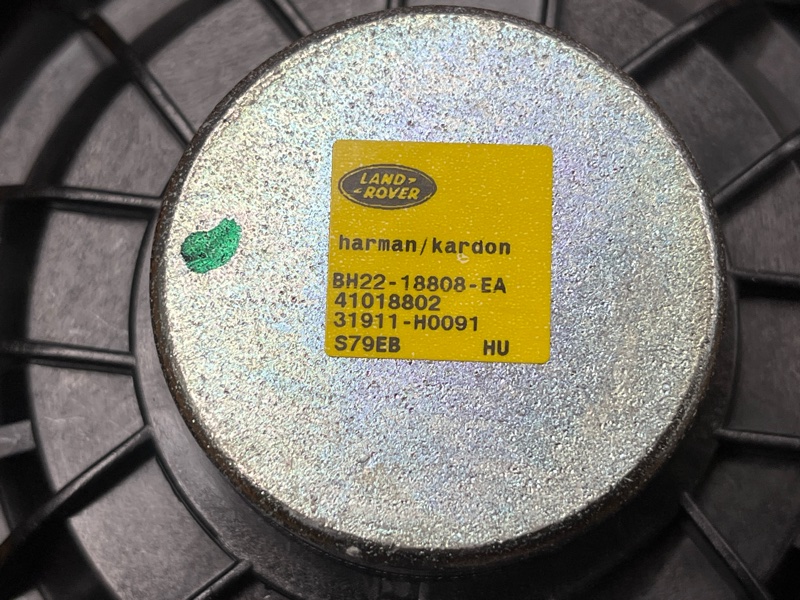 LAND
ROVER
harman/kardon
BH22-18808-EA
41018802
31911-H0091
S79EB HU